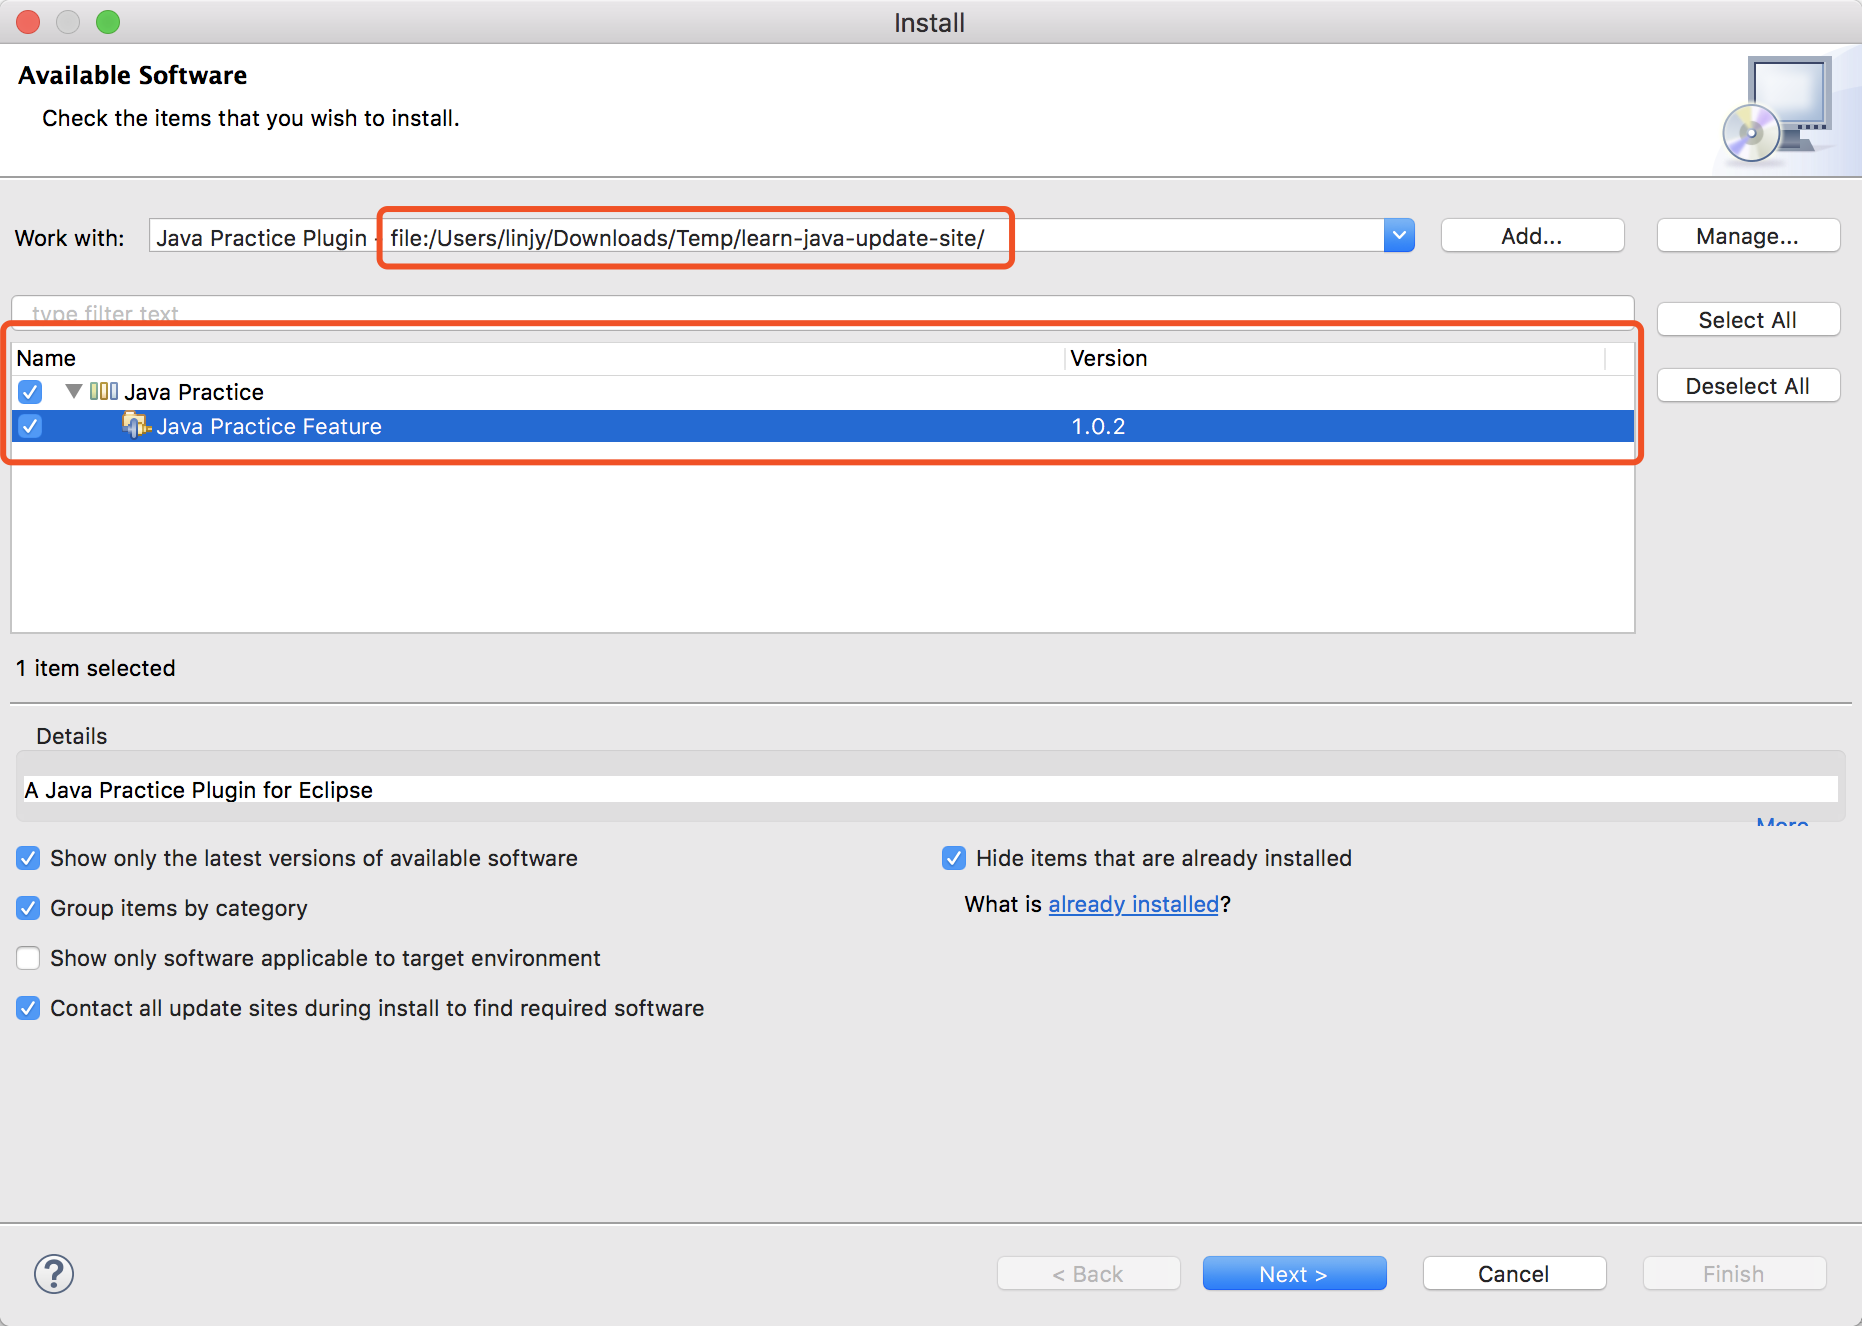 Install
Available Software
Check the items that you wish to install.
Work with: Java Practice Plugin - file:/Users/linjy/Downloads/Temp/learn-java-update-site/ Add... Manage...
type filter text Select All
Name Version
Java Practice Deselect All
Java Practice Feature 1.0.2
1 item selected
Details
A Java Practice Plugin for Eclipse
More
Show only the latest versions of available software Hide items that are already installed
Group items by category What is already installed?
Show only software applicable to target environment
Contact all update sites during install to find required software
? < Back Next > Cancel Finish